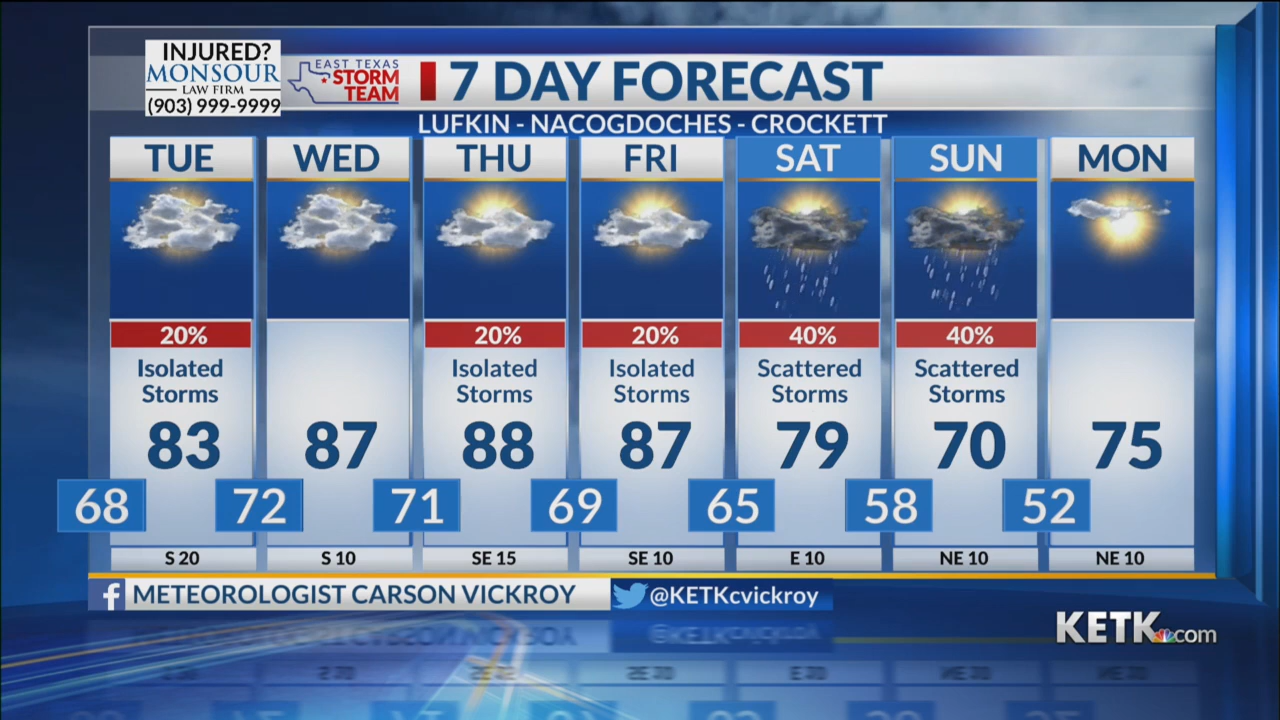 INJURED?
MONSOUR
LAW FIRM
(903) 999-9999
EAST TEXAS
STORM
TEAM
7 DAY FORECAST
LUFKIN - NACOGDOCHES - CROCKETT
TUE WED THU FRI SAT SUN MON
20% 20% 20% 40% 40%
Isolated Isolated Isolated Scattered Scattered
Storms Storms Storms Storms Storms
83 87 88 87 79 70 75
68 72 71 69 65 58 52
S 20 S 10 SE 15 SE 10 E 10 NE 10 NE 10
f METEOROLOGIST CARSON VICKROY @KETKcvickroy
KETK.com